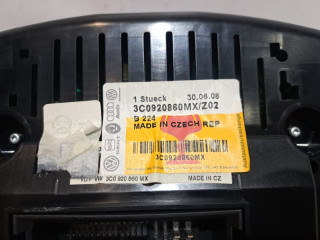 1 Stueck 30.06.08
3C0920860MX/Z02
B 224
MADE IN CZECH REP
3C0920860MX
VW 3C0 920 860 MX MADE IN CZ